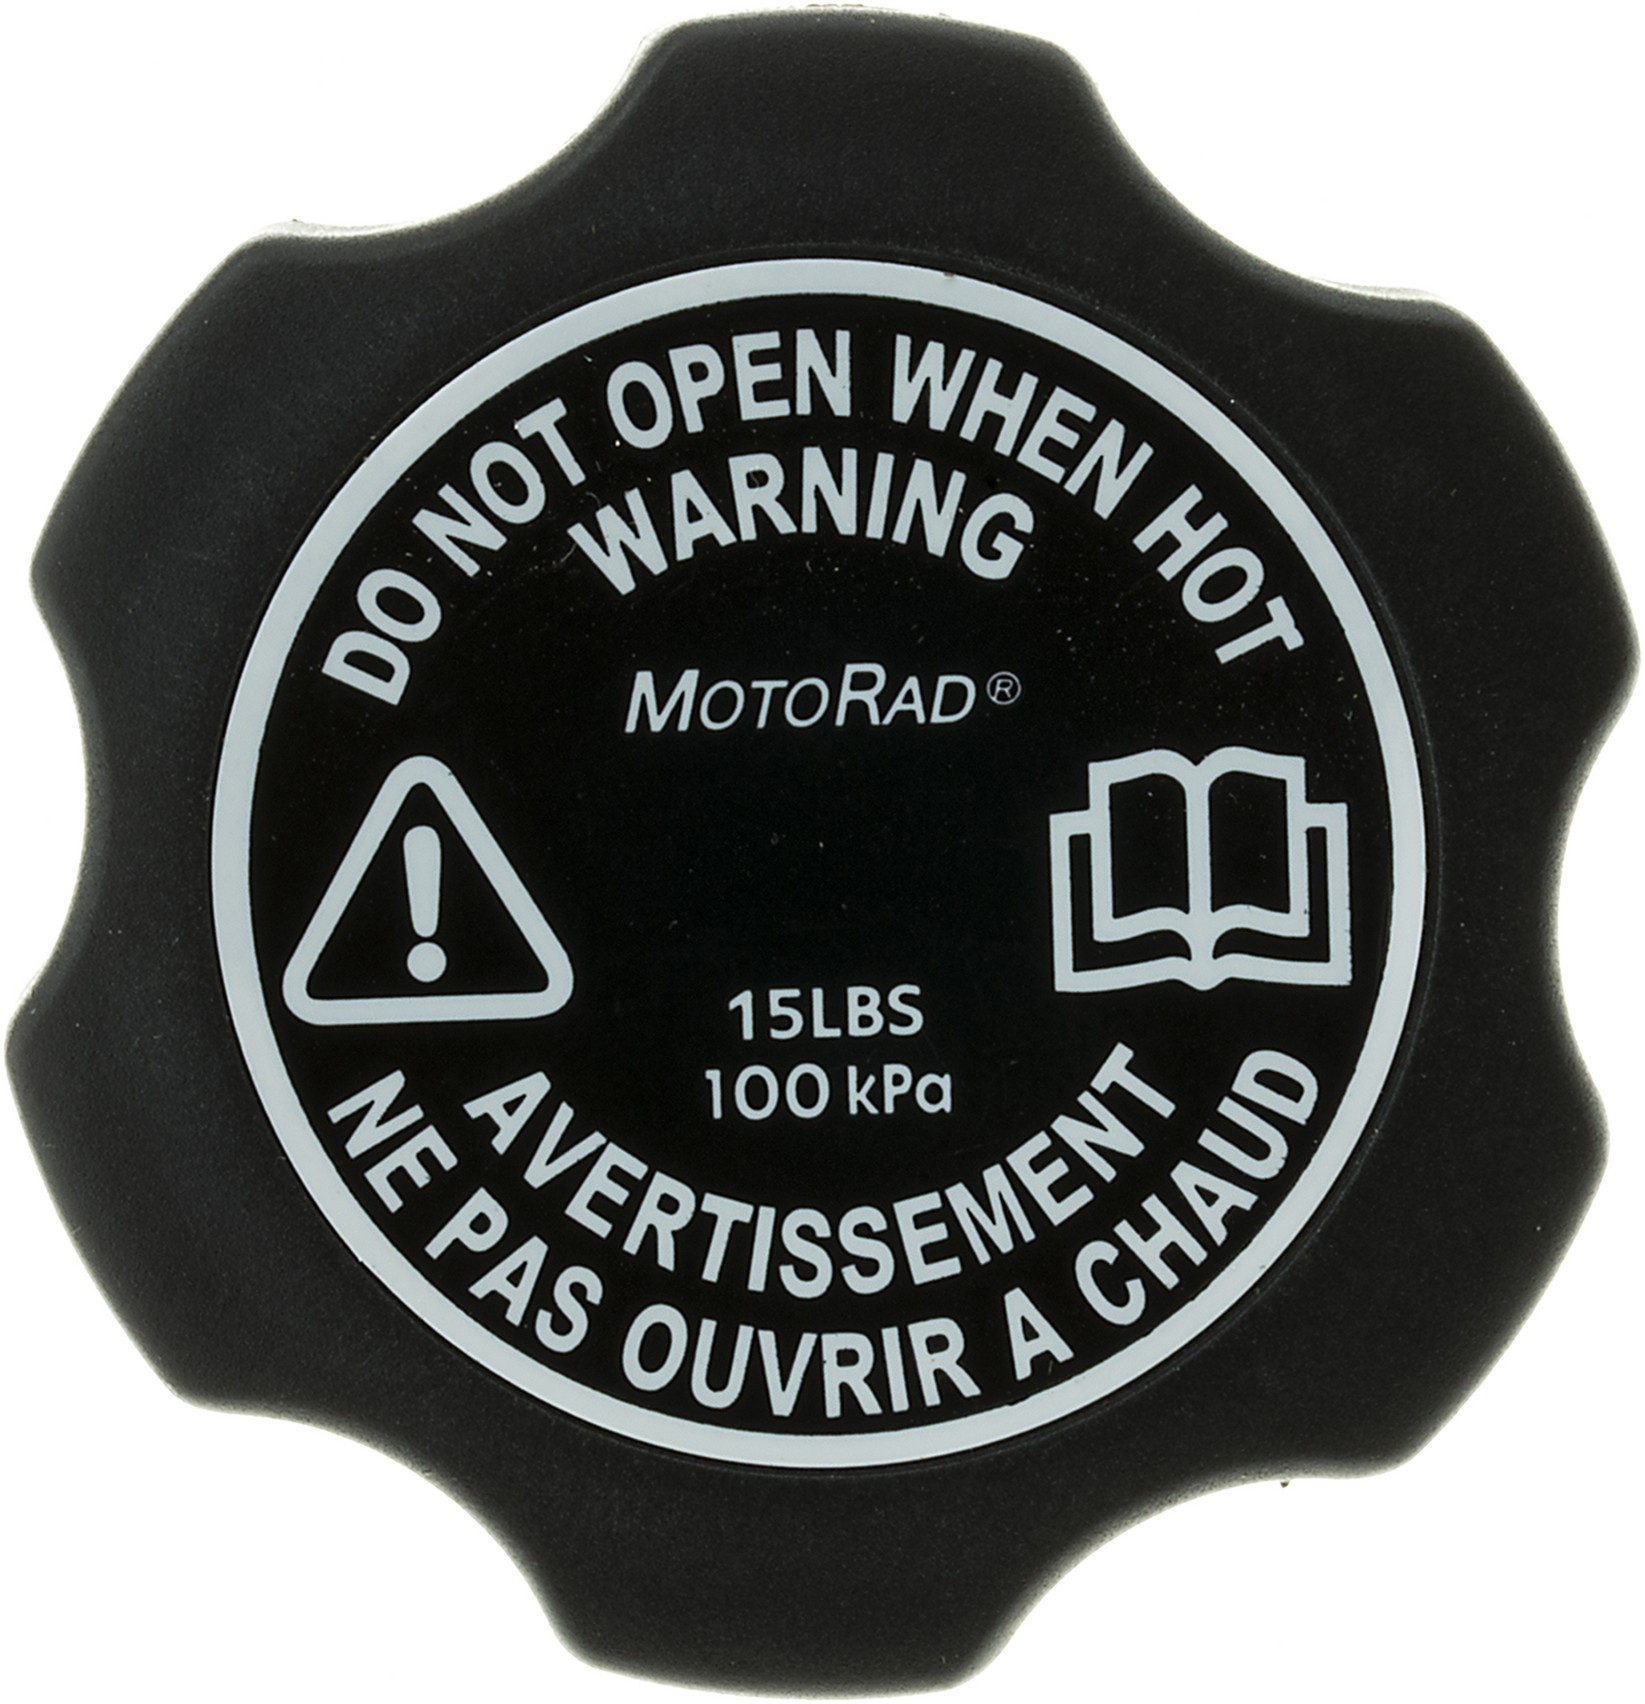 DO NOT OPEN WHEN HOT
WARNING
MOTORAD®
15LBS
100 kPa
AVERTISSEMENT
NE PAS OUVRIR A CHAUD